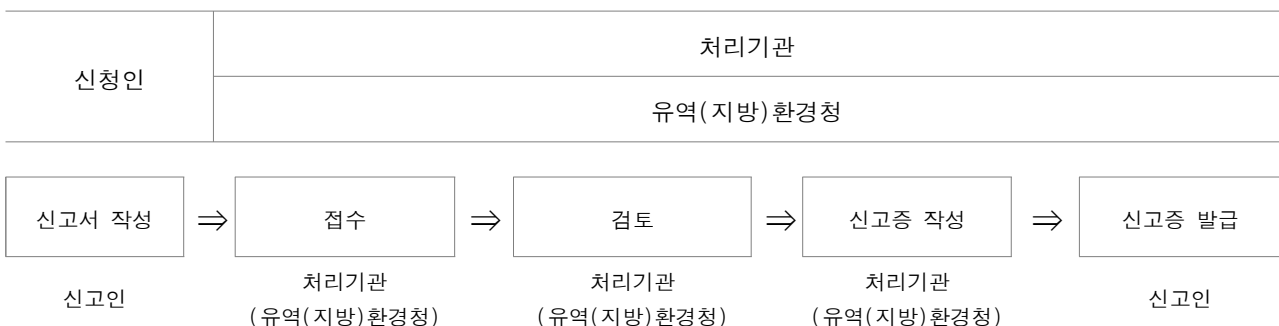 신청인
처리기관
유역(지방)환경청
신고서 작성 ⇒ 접수 ⇒ 검토 ⇒ 신고증 작성 ⇒ 신고증 발급
신고인
처리기관
(유역(지방)환경청)
처리기관
(유역(지방)환경청)
처리기관
(유역(지방)환경청)
신고인